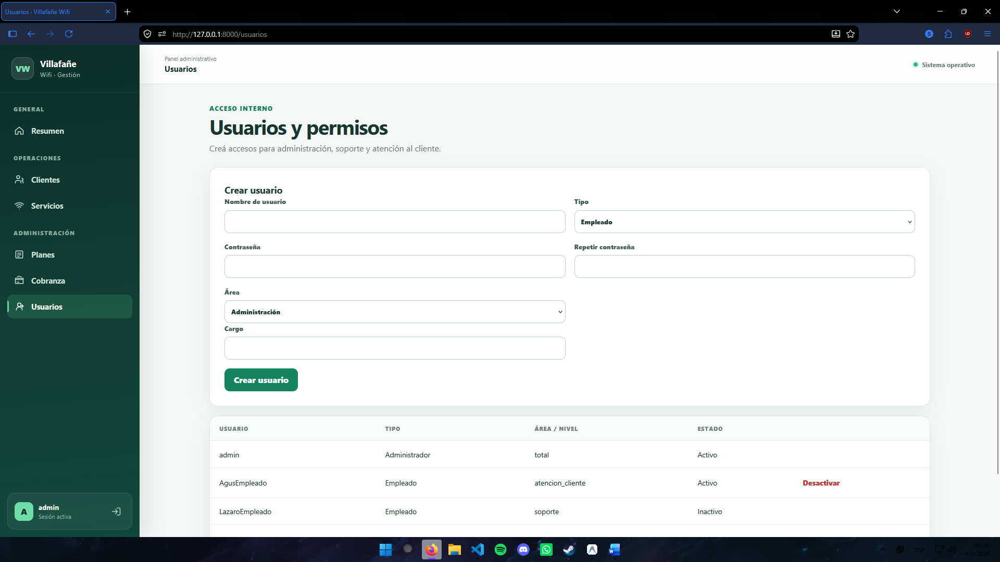 Usuarios · Villafañe Wifi
http://127.0.0.1:8000/usuarios
S
VW
Villafañe
Wifi · Gestión
GENERAL
Resumen
OPERACIONES
Clientes
Servicios
ADMINISTRACIÓN
Planes
Cobranza
Usuarios
A
admin
Sesión activa
Panel administrativo
Usuarios
Sistema operativo
ACCESO INTERNO
Usuarios y permisos
Creá accesos para administración, soporte y atención al cliente.
Crear usuario
Nombre de usuario
Tipo
Empleado
Contraseña
Repetir contraseña
Área
Administración
Cargo
Crear usuario
USUARIO TIPO ÁREA / NIVEL ESTADO
admin Administrador total Activo
AgusEmpleado Empleado atencion_cliente Activo Desactivar
LazaroEmpleado Empleado soporte Inactivo
ESP
03:30
4/9/2026